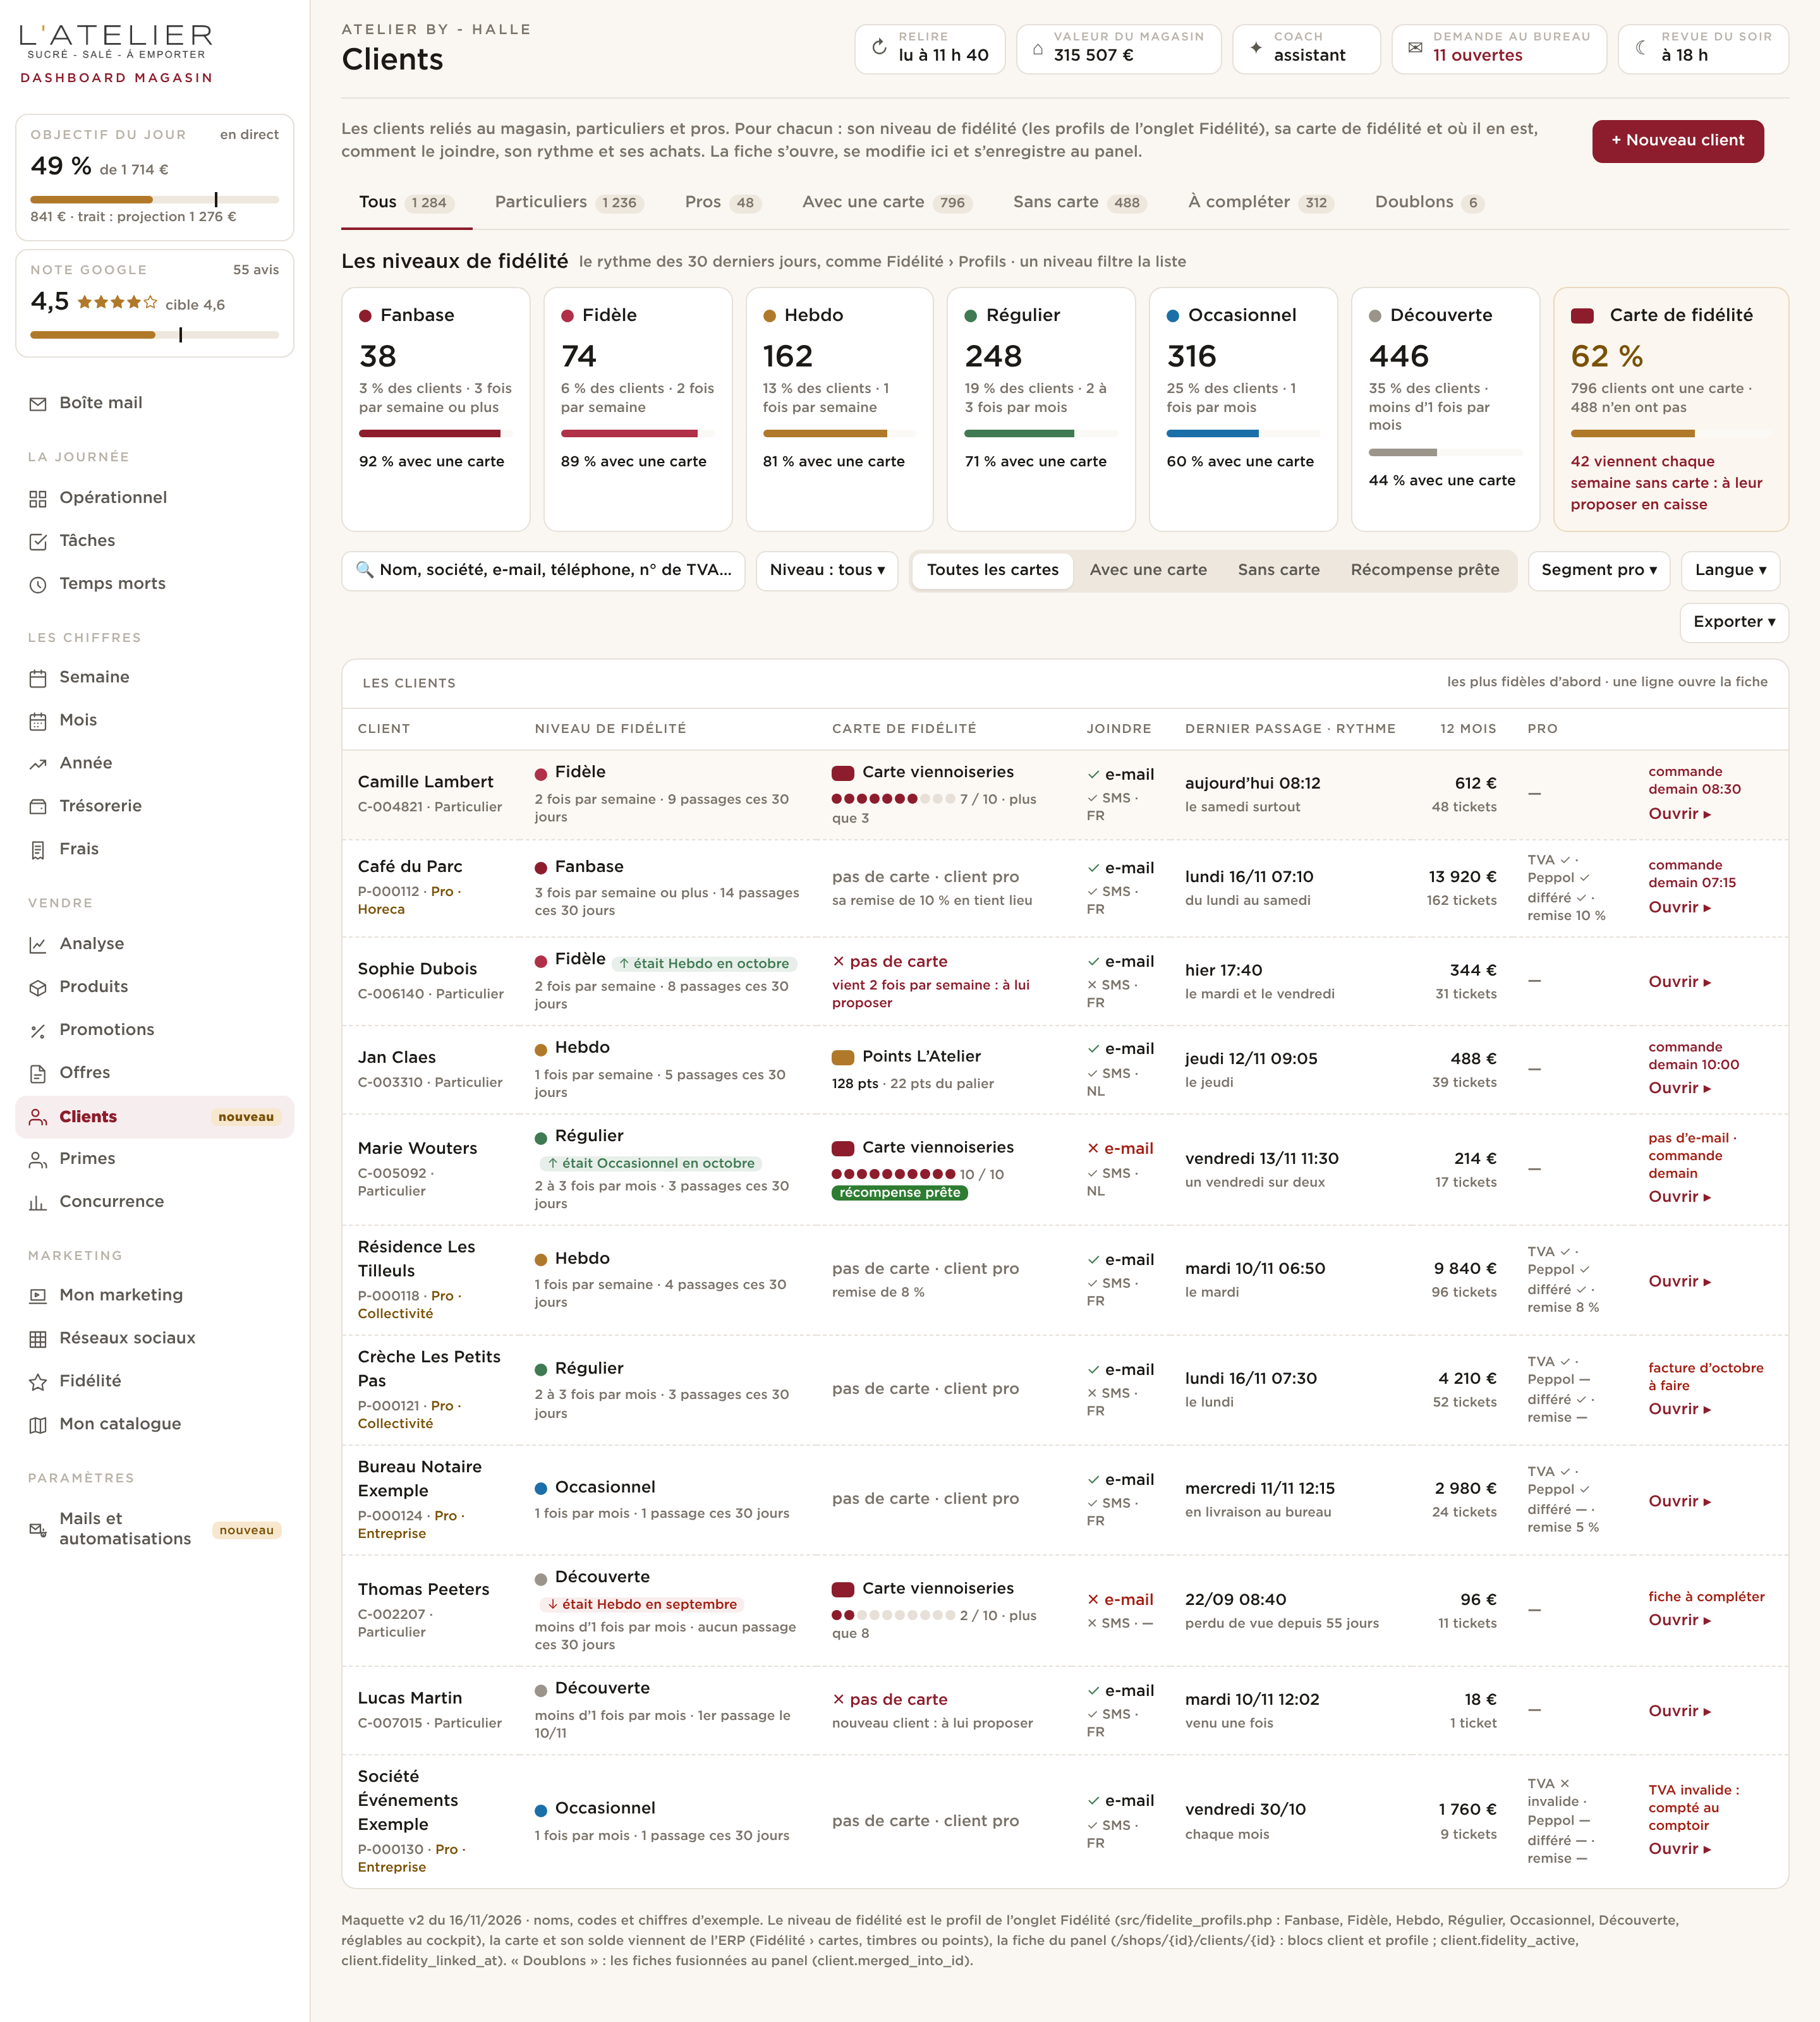 L'ATELIER
SUCRÉ - SALÉ - À EMPORTER
DASHBOARD MAGASIN
OBJECTIF DU JOUR en direct
49 % de 1 714 €
841 € · trait : projection 1 276 €
NOTE GOOGLE 55 avis
4,5 ★★★★☆ cible 4,6
Boîte mail
LA JOURNÉE
Opérationnel
Tâches
Temps morts
LES CHIFFRES
Semaine
Mois
Année
Trésorerie
Frais
VENDRE
Analyse
Produits
Promotions
Offres
Clients nouveau
Primes
Concurrence
MARKETING
Mon marketing
Réseaux sociaux
Fidélité
Mon catalogue
PARAMÈTRES
Mails et
automatisations nouveau
ATELIER BY - HALLE
Clients
RELIRE
lu à 11 h 40
VALEUR DU MAGASIN
315 507 €
COACH
assistant
DEMANDE AU BUREAU
11 ouvertes
REVUE DU SOIR
à 18 h
Les clients reliés au magasin, particuliers et pros. Pour chacun : son niveau de fidélité (les profils de l’onglet Fidélité), sa carte de fidélité et où il en est,
comment le joindre, son rythme et ses achats. La fiche s’ouvre, se modifie ici et s’enregistre au panel.
+ Nouveau client
Tous 1 284 Particuliers 1 236 Pros 48 Avec une carte 796 Sans carte 488 À compléter 312 Doublons 6
Les niveaux de fidélité le rythme des 30 derniers jours, comme Fidélité › Profils · un niveau filtre la liste
Fanbase
38
3 % des clients · 3 fois
par semaine ou plus
92 % avec une carte
Fidèle
74
6 % des clients · 2 fois
par semaine
89 % avec une carte
Hebdo
162
13 % des clients · 1
fois par semaine
81 % avec une carte
Régulier
248
19 % des clients · 2 à
3 fois par mois
71 % avec une carte
Occasionnel
316
25 % des clients · 1
fois par mois
60 % avec une carte
Découverte
446
35 % des clients ·
moins d’1 fois par
mois
44 % avec une carte
Carte de fidélité
62 %
796 clients ont une carte ·
488 n’en ont pas
42 viennent chaque
semaine sans carte : à leur
proposer en caisse
🔍 Nom, société, e-mail, téléphone, n° de TVA... Niveau : tous ▾ Toutes les cartes Avec une carte Sans carte Récompense prête Segment pro ▾ Langue ▾
Exporter ▾
LES CLIENTS les plus fidèles d’abord · une ligne ouvre la fiche
CLIENT NIVEAU DE FIDÉLITÉ CARTE DE FIDÉLITÉ JOINDRE DERNIER PASSAGE · RYTHME 12 MOIS PRO
Camille Lambert
C-004821 · Particulier
Fidèle
2 fois par semaine · 9 passages ces 30
jours
Carte viennoiseries
7 / 10 · plus
que 3
✓ e-mail
✓ SMS ·
FR
aujourd’hui 08:12
le samedi surtout
612 €
48 tickets
—
commande
demain 08:30
Ouvrir ▸
Café du Parc
P-000112 · Pro ·
Horeca
Fanbase
3 fois par semaine ou plus · 14 passages
ces 30 jours
pas de carte · client pro
sa remise de 10 % en tient lieu
✓ e-mail
✓ SMS ·
FR
lundi 16/11 07:10
du lundi au samedi
13 920 €
162 tickets
TVA ✓ ·
Peppol ✓
différé ✓ ·
remise 10 %
commande
demain 07:15
Ouvrir ▸
Sophie Dubois
C-006140 · Particulier
Fidèle ↑ était Hebdo en octobre
2 fois par semaine · 8 passages ces 30
jours
✕ pas de carte
vient 2 fois par semaine : à lui
proposer
✓ e-mail
✕ SMS ·
FR
hier 17:40
le mardi et le vendredi
344 €
31 tickets
—
Ouvrir ▸
Jan Claes
C-003310 · Particulier
Hebdo
1 fois par semaine · 5 passages ces 30
jours
Points L’Atelier
128 pts · 22 pts du palier
✓ e-mail
✓ SMS ·
NL
jeudi 12/11 09:05
le jeudi
488 €
39 tickets
—
commande
demain 10:00
Ouvrir ▸
Marie Wouters
C-005092 ·
Particulier
Régulier
↑ était Occasionnel en octobre
2 à 3 fois par mois · 3 passages ces 30
jours
Carte viennoiseries
10 / 10
récompense prête
✕ e-mail
✓ SMS ·
NL
vendredi 13/11 11:30
un vendredi sur deux
214 €
17 tickets
—
pas d’e-mail ·
commande
demain
Ouvrir ▸
Résidence Les
Tilleuls
P-000118 · Pro ·
Collectivité
Hebdo
1 fois par semaine · 4 passages ces 30
jours
pas de carte · client pro
remise de 8 %
✓ e-mail
✓ SMS ·
FR
mardi 10/11 06:50
le mardi
9 840 €
96 tickets
TVA ✓ ·
Peppol ✓
différé ✓ ·
remise 8 %
Ouvrir ▸
Crèche Les Petits
Pas
P-000121 · Pro ·
Collectivité
Régulier
2 à 3 fois par mois · 3 passages ces 30
jours
pas de carte · client pro
✓ e-mail
✕ SMS ·
FR
lundi 16/11 07:30
le lundi
4 210 €
52 tickets
TVA ✓ ·
Peppol —
différé ✓ ·
remise —
facture d’octobre
à faire
Ouvrir ▸
Bureau Notaire
Exemple
P-000124 · Pro ·
Entreprise
Occasionnel
1 fois par mois · 1 passage ces 30 jours
pas de carte · client pro
✓ e-mail
✓ SMS ·
FR
mercredi 11/11 12:15
en livraison au bureau
2 980 €
24 tickets
TVA ✓ ·
Peppol ✓
différé — ·
remise 5 %
Ouvrir ▸
Thomas Peeters
C-002207 ·
Particulier
Découverte
↓ était Hebdo en septembre
moins d’1 fois par mois · aucun passage
ces 30 jours
Carte viennoiseries
2 / 10 · plus
que 8
✕ e-mail
✕ SMS · —
22/09 08:40
perdu de vue depuis 55 jours
96 €
11 tickets
—
fiche à compléter
Ouvrir ▸
Lucas Martin
C-007015 · Particulier
Découverte
moins d’1 fois par mois · 1er passage le
10/11
✕ pas de carte
nouveau client : à lui proposer
✓ e-mail
✓ SMS ·
FR
mardi 10/11 12:02
venu une fois
18 €
1 ticket
—
Ouvrir ▸
Société
Événements
Exemple
P-000130 · Pro ·
Entreprise
Occasionnel
1 fois par mois · 1 passage ces 30 jours
pas de carte · client pro
✓ e-mail
✓ SMS ·
FR
vendredi 30/10
chaque mois
1 760 €
9 tickets
TVA ✕
invalide ·
Peppol —
différé — ·
remise —
TVA invalide :
compté au
comptoir
Ouvrir ▸
Maquette v2 du 16/11/2026 · noms, codes et chiffres d’exemple. Le niveau de fidélité est le profil de l’onglet Fidélité (src/fidelite_profils.php : Fanbase, Fidèle, Hebdo, Régulier, Occasionnel, Découverte,
réglables au cockpit), la carte et son solde viennent de l’ERP (Fidélité › cartes, timbres ou points), la fiche du panel (/shops/{id}/clients/{id} : blocs client et profile ; client.fidelity_active,
client.fidelity_linked_at). « Doublons » : les fiches fusionnées au panel (client.merged_into_id).